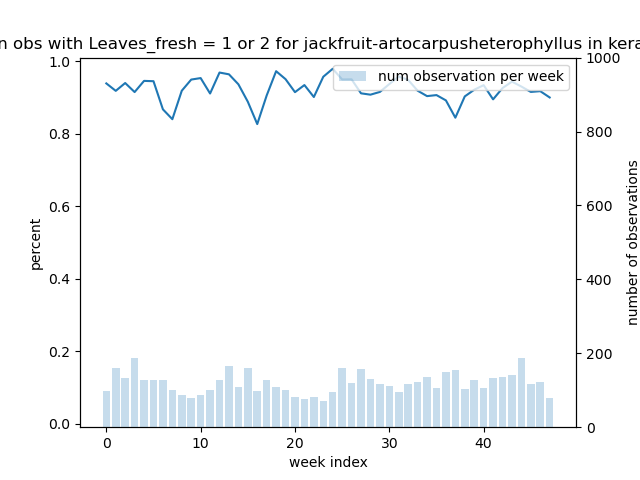 n obs with Leaves_fresh = 1 or 2 for jackfruit-artocarpusheterophyllus in kera
num observation per week
1.0
0.8
0.6
0.4
0.2
0.0
percent
1000
800
600
400
200
0
number of observations
0 10 20 30 40
week index